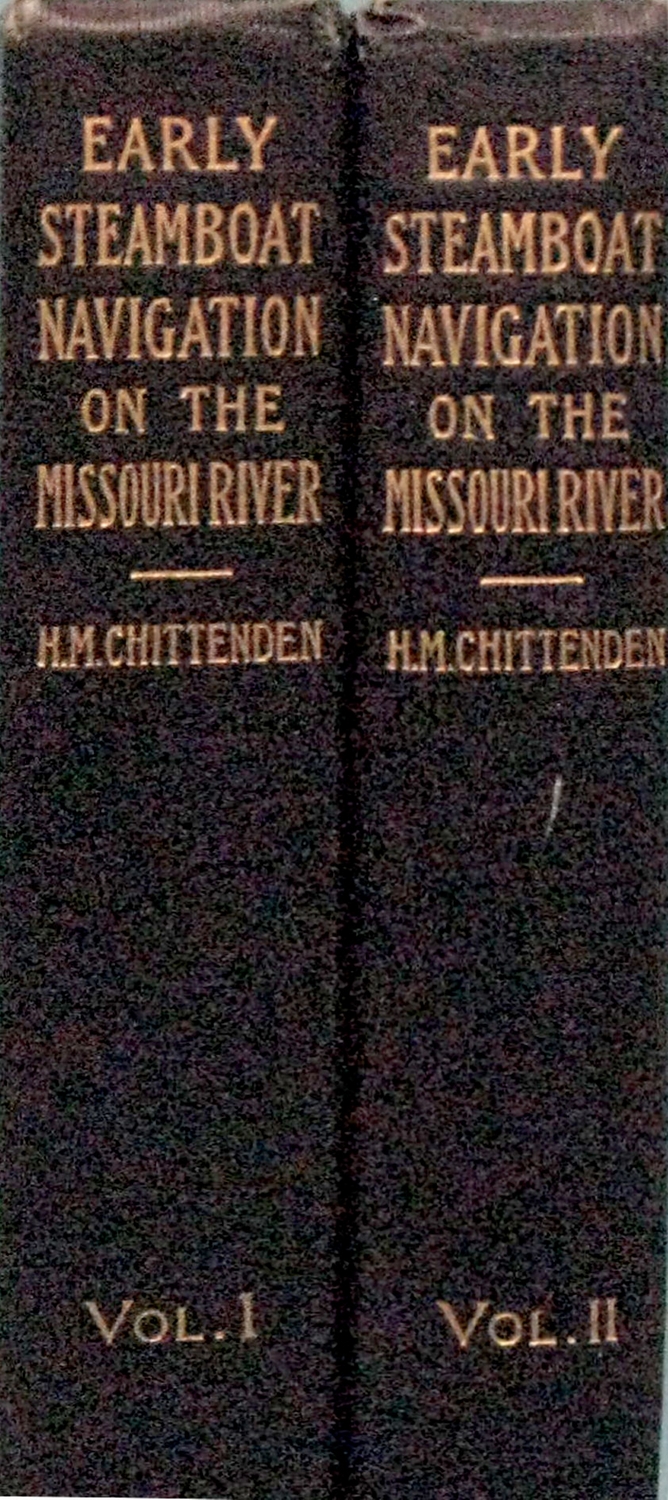 EARLY
STEAMBOAT
NAVIGATION
ON THE
MISSOURI RIVER
H.M.CHITTENDEN
VOL.I
EARLY
STEAMBOAT
NAVIGATION
ON THE
MISSOURI RIVER
H.M.CHITTENDEN
VOL.II